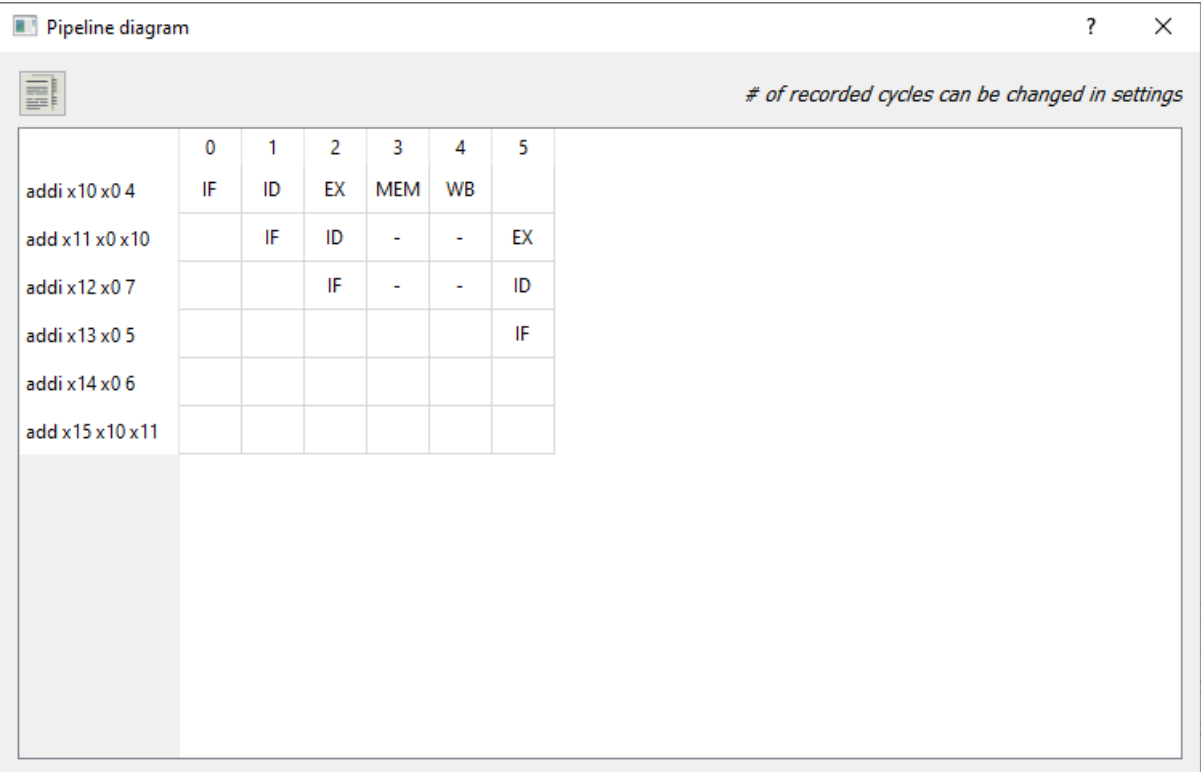 Pipeline diagram ?
# of recorded cycles can be changed in settings
0 1 2 3 4 5
addi x10 x0 4 IF ID EX MEM WB
add x11 x0 x10 IF ID - - EX
addi x12 x0 7 IF - - ID
addi x13 x0 5 IF
addi x14 x0 6
add x15 x10 x11